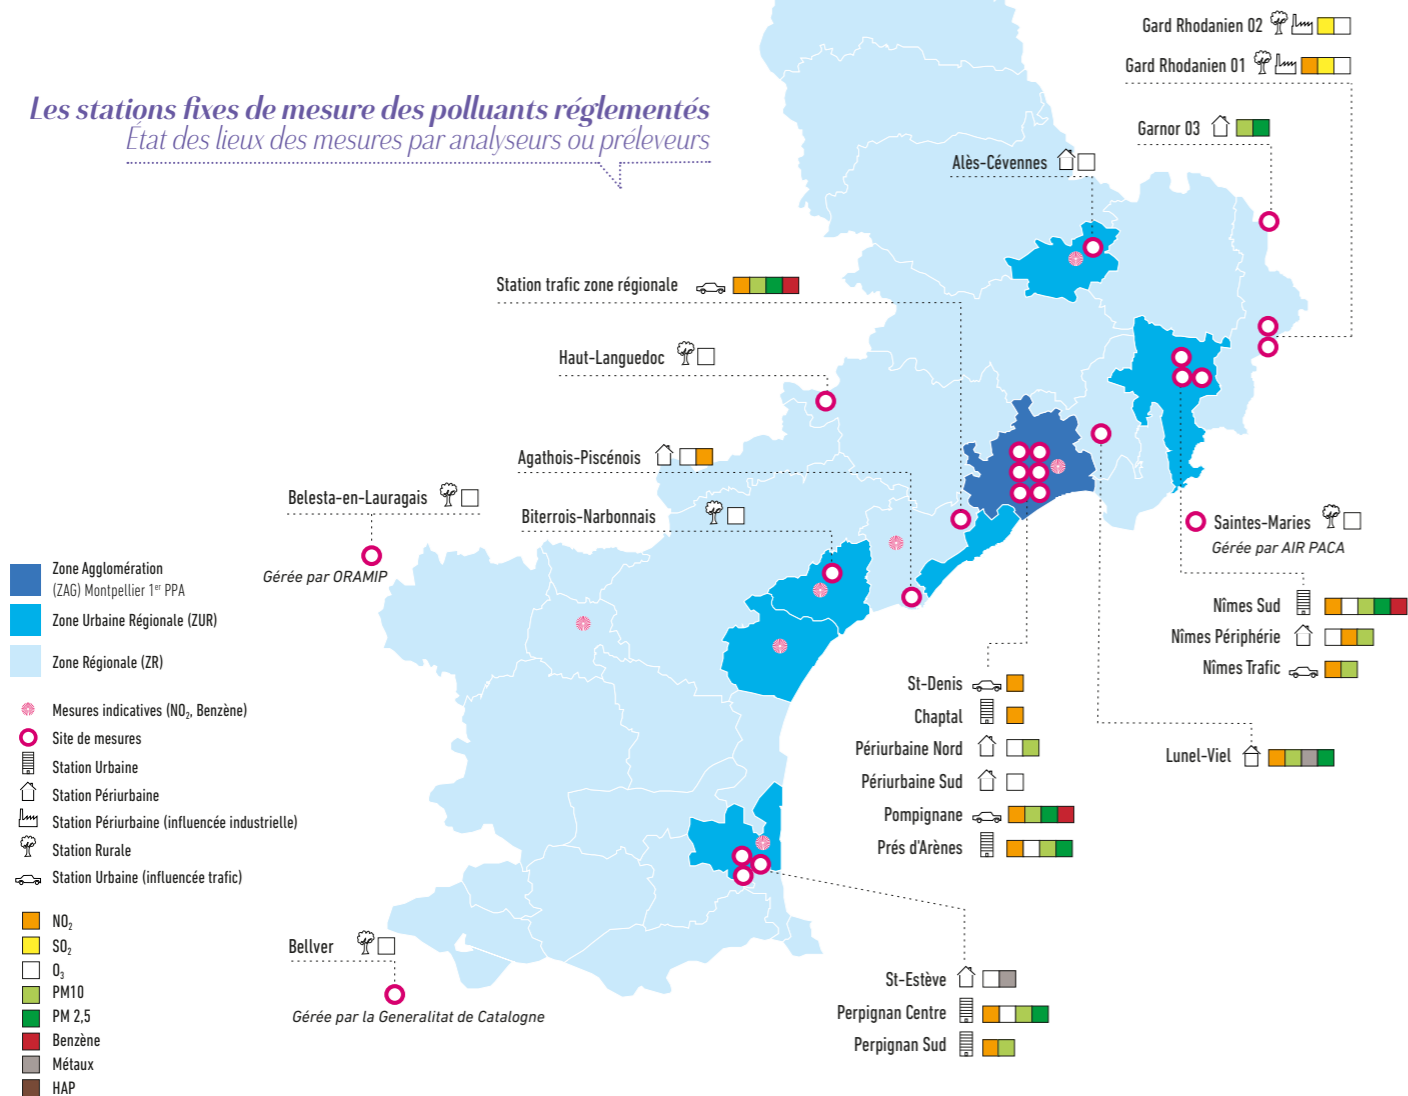 Les stations fixes de mesure des polluants réglementés
État des lieux des mesures par analyseurs ou préleveurs
Gard Rhodanien 02
Gard Rhodanien 01
Garnor 03
Alès-Cévennes
Station trafic zone régionale
Haut-Languedoc
Agathois-Piscénois
Belesta-en-Lauragais
Gérée par ORAMIP
Biterrois-Narbonnais
Saintes-Maries
Gérée par AIR PACA
Zone Agglomération
(ZAG) Montpellier 1er PPA
Zone Urbaine Régionale (ZUR)
Zone Régionale (ZR)
Mesures indicatives (NO2, Benzène)
Site de mesures
Station Urbaine
Station Périurbaine
Station Périurbaine (influencée industrielle)
Station Rurale
Station Urbaine (influencée trafic)
NO2
SO2
O3
PM10
PM 2,5
Benzène
Métaux
HAP
Nîmes Sud
Nîmes Périphérie
Nîmes Trafic
St-Denis
Chaptal
Périurbaine Nord
Périurbaine Sud
Pompignane
Prés d'Arènes
Lunel-Viel
Bellver
Gérée par la Generalitat de Catalogne
St-Estève
Perpignan Centre
Perpignan Sud